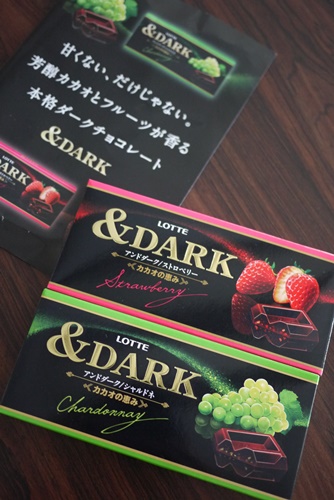 LOTTE
&DARK
Chardonnay
甘くない、だけじゃない。
芳醇カカオとフルーツが香る
本格ダークチョコレート
&DARK
LOTTE
&DARK
LOTTE
&DARK
アンドダーク/ストロベリー
カカオの恵み
Strawberry
LOTTE
&DARK
アンドダーク/シャルドネ
カカオの恵み
Chardonnay